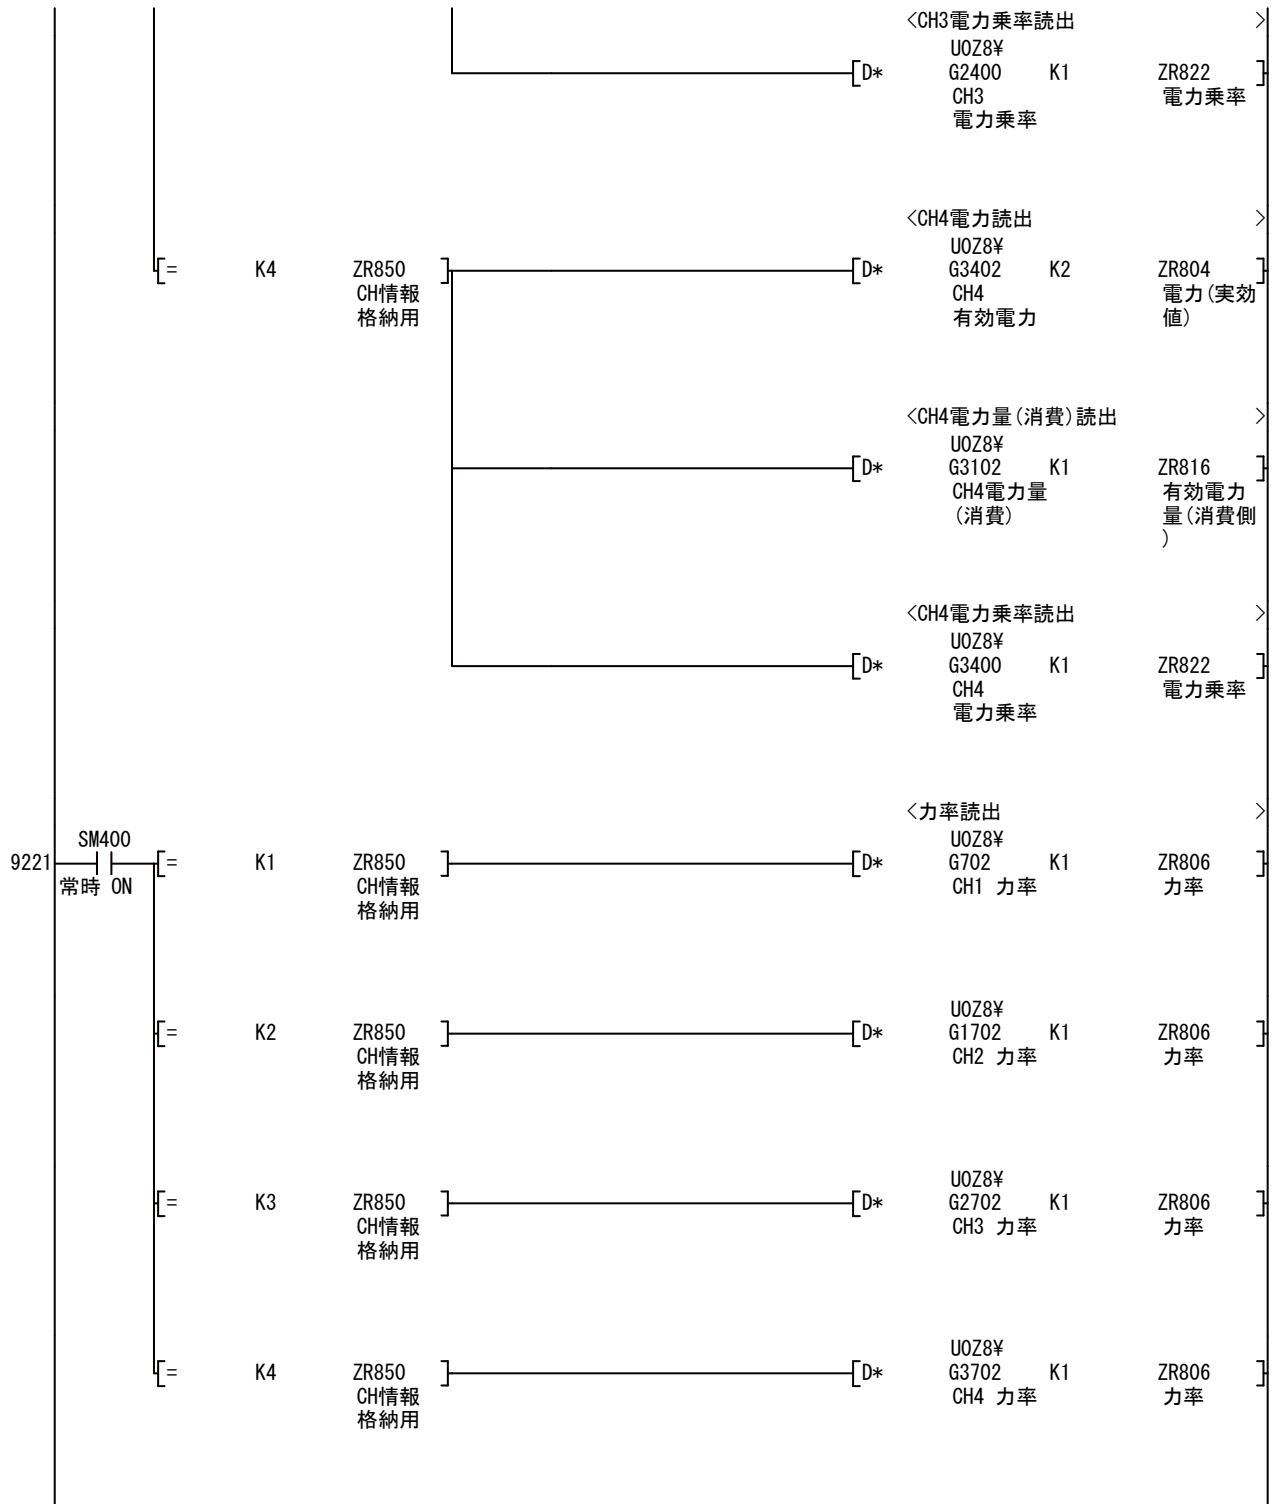 <CH3電力乗率読出 >
U0Z8¥
[D* G2400 K1 ZR822 ]
CH3 電力乗率
電力乗率
<CH4電力読出 >
U0Z8¥
[= K4 ZR850 ] [D* G3402 K2 ZR804 ]
CH情報 CH4 電力(実効
格納用 有効電力 値)
<CH4電力量(消費)読出 >
U0Z8¥
[D* G3102 K1 ZR816 ]
CH4電力量 有効電力
(消費) 量(消費側
)
<CH4電力乗率読出 >
U0Z8¥
[D* G3400 K1 ZR822 ]
CH4 電力乗率
電力乗率
<力率読出 >
SM400 U0Z8¥
9221 [= K1 ZR850 ] [D* G702 K1 ZR806 ]
常時 ON CH情報 CH1 力率 力率
格納用
U0Z8¥
[= K2 ZR850 ] [D* G1702 K1 ZR806 ]
CH情報 CH2 力率 力率
格納用
U0Z8¥
[= K3 ZR850 ] [D* G2702 K1 ZR806 ]
CH情報 CH3 力率 力率
格納用
U0Z8¥
[= K4 ZR850 ] [D* G3702 K1 ZR806 ]
CH情報 CH4 力率 力率
格納用